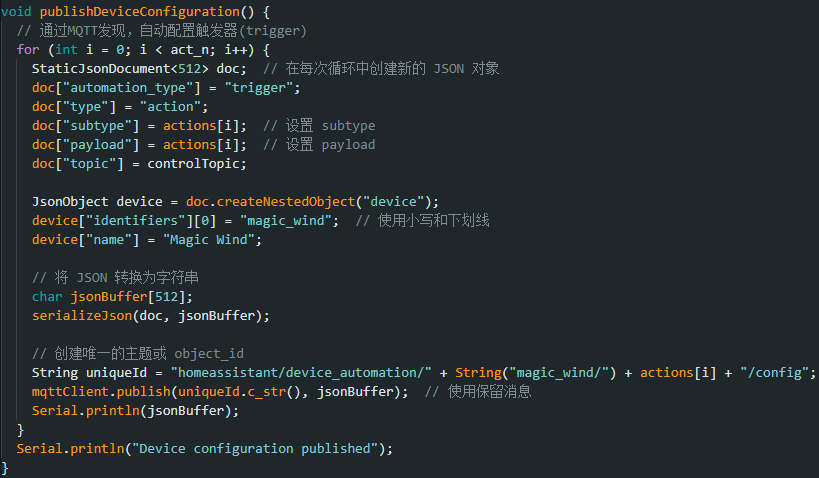 void publishDeviceConfiguration() {
  // 通过MQTT发现，自动配置触发器(trigger)
  for (int i = 0; i < act_n; i++) {
    StaticJsonDocument<512> doc;  // 在每次循环中创建新的 JSON 对象
    doc["automation_type"] = "trigger";
    doc["type"] = "action";
    doc["subtype"] = actions[i];  // 设置 subtype
    doc["payload"] = actions[i];  // 设置 payload
    doc["topic"] = controlTopic;

    JsonObject device = doc.createNestedObject("device");
    device["identifiers"][0] = "magic_wind";  // 使用小写和下划线
    device["name"] = "Magic Wind";

    // 将 JSON 转换为字符串
    char jsonBuffer[512];
    serializeJson(doc, jsonBuffer);

    // 创建唯一的主题或 object_id
    String uniqueId = "homeassistant/device_automation/" + String("magic_wind/") + actions[i] + "/config";
    mqttClient.publish(uniqueId.c_str(), jsonBuffer);  // 使用保留消息
    Serial.println(jsonBuffer);
  }
  Serial.println("Device configuration published");
}